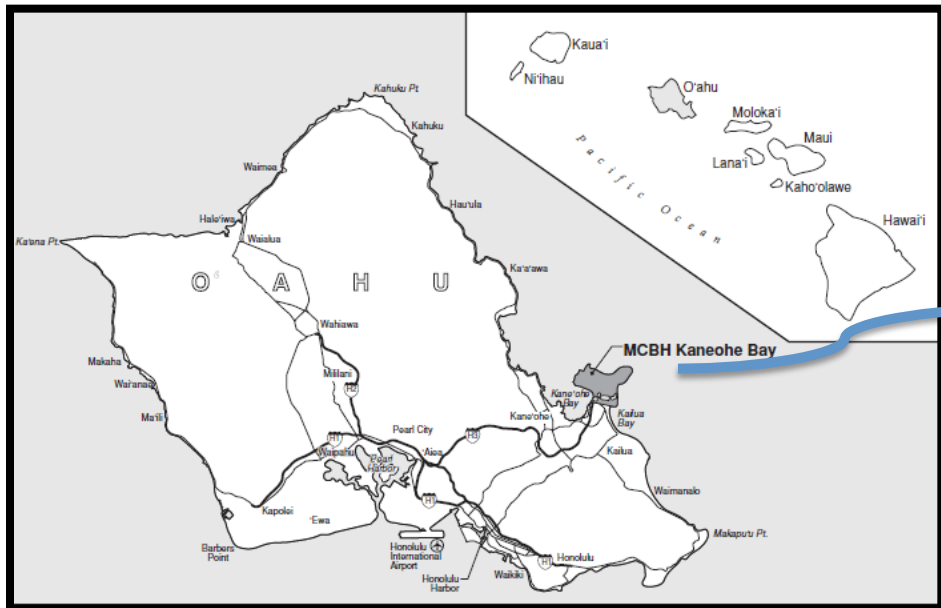 Kaua'i
Ni'ihau
O'ahu
Moloka'i
Maui
Lana'i
Kaho'olawe
Hawai'i
Pacific Ocean
Kahuku Pt.
Kahuku
Waimea
Hau'ula
Hale'iwa
Waialua
Ka'ena Pt.
Ka'a'awa
O'AHU
Wahiawa
MCBH Kaneohe Bay
Makaha
Mililani
Wai'anae
H2
Kane'ohe
Bay
Ma'ili
Kane'ohe
Kailua
Bay
Pearl City
H3
H1
Waipahu
'Aiea
Kailua
Pearl
Harbor
Waimanalo
Kapolei
H1
'Ewa
Makapu'u Pt.
Barbers
Point
Honolulu
International
Airport
H1
Honolulu
Honolulu
Harbor
Waikiki